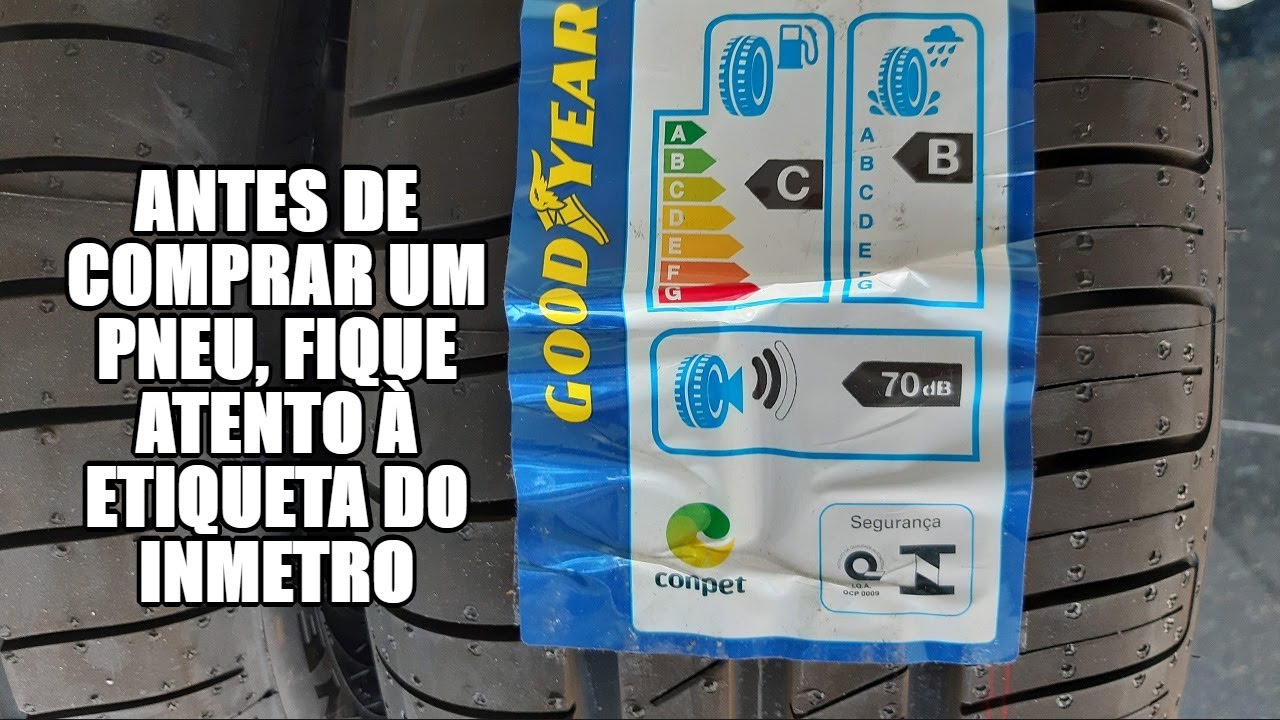 ANTES DE
COMPRAR UM
PNEU, FIQUE
ATENTO À
ETIQUETA DO
INMETRO
GOODYEAR
A
B
C
D
E
F
G
C
A
B
C
D
E
F
G
B
70dB
conpet
Segurança
I.Q.A.
OCP 0009